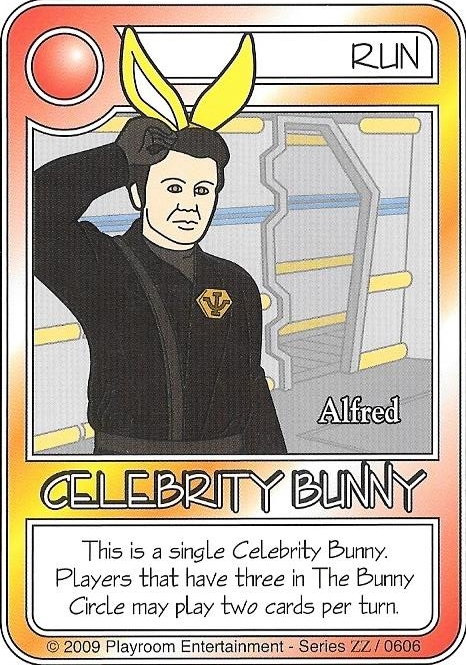 RUN
Alfred
CELEBRITY BUNNY
This is a single Celebrity Bunny.
Players that have three in The Bunny
Circle may play two cards per turn.
© 2009 Playroom Entertainment - Series ZZ / 0606